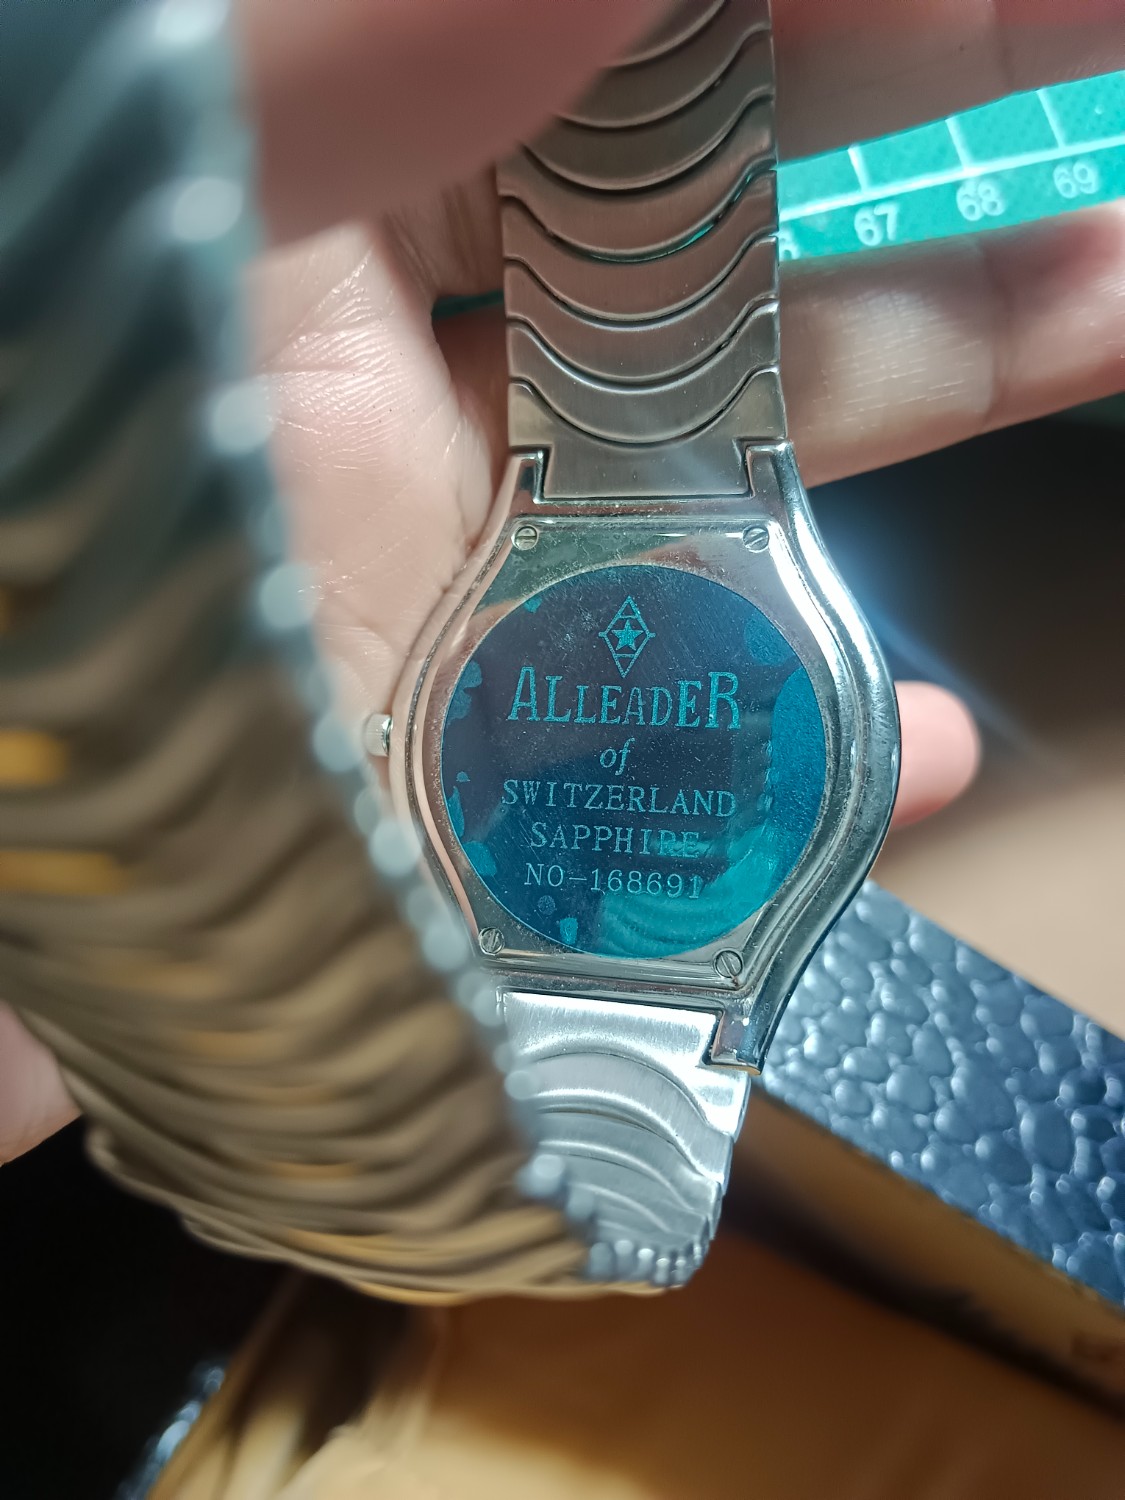 67 68 69
ALLEADER
of
SWITZERLAND
SAPPHIRE
NO-168691